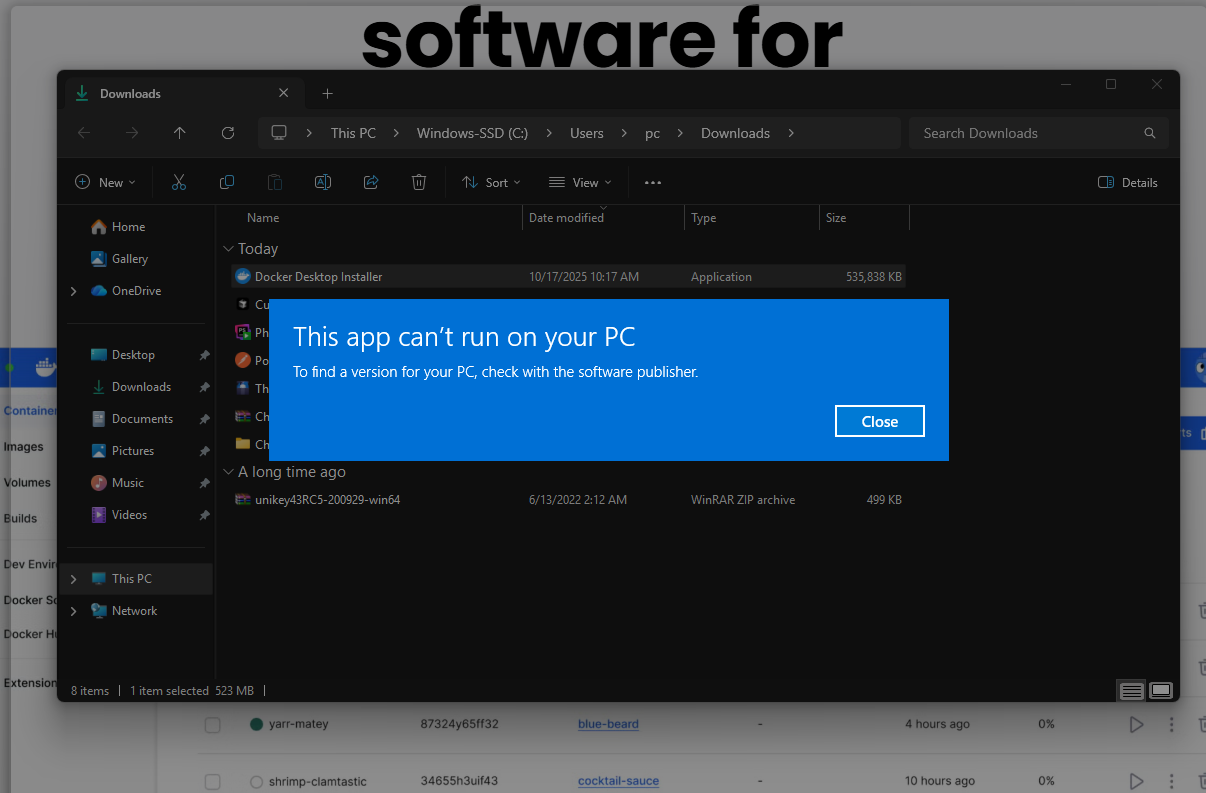 software for
Downloads
This PC > Windows-SSD (C:) > Users > pc > Downloads >
Search Downloads
New
Sort
View
Details
Name
Date modified
Type
Size
Home
Gallery
OneDrive
Desktop
Downloads
Documents
Pictures
Music
Videos
This PC
Network
Today
Docker Desktop Installer 10/17/2025 10:17 AM Application 535,838 KB
Cu
Ph
Po
Th
Ch
Ch
This app can't run on your PC
To find a version for your PC, check with the software publisher.
Close
A long time ago
unikey43RC5-200929-win64 6/13/2022 2:12 AM WinRAR ZIP archive 499 KB
8 items | 1 item selected 523 MB |
Container
Images
Volumes
Builds
Dev Envir
Docker Sc
Docker Hu
Extension
ts
yarr-matey 87324y65ff32 blue-beard - 4 hours ago 0%
shrimp-clamtastic 34655h3uif43 cocktail-sauce - 10 hours ago 0%